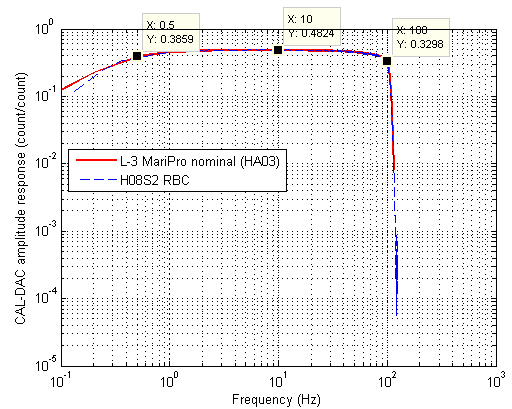 X: 0.5
Y: 0.3859
X: 10
Y: 0.4824
X: 100
Y: 0.3298
10^0
10^-1
10^-2
10^-3
10^-4
10^-5
CAL-DAC amplitude response (count/count)
L-3 MariPro nominal (HA03)
H08S2 RBC
10^-1
10^0
10^1
10^2
10^3
Frequency (Hz)